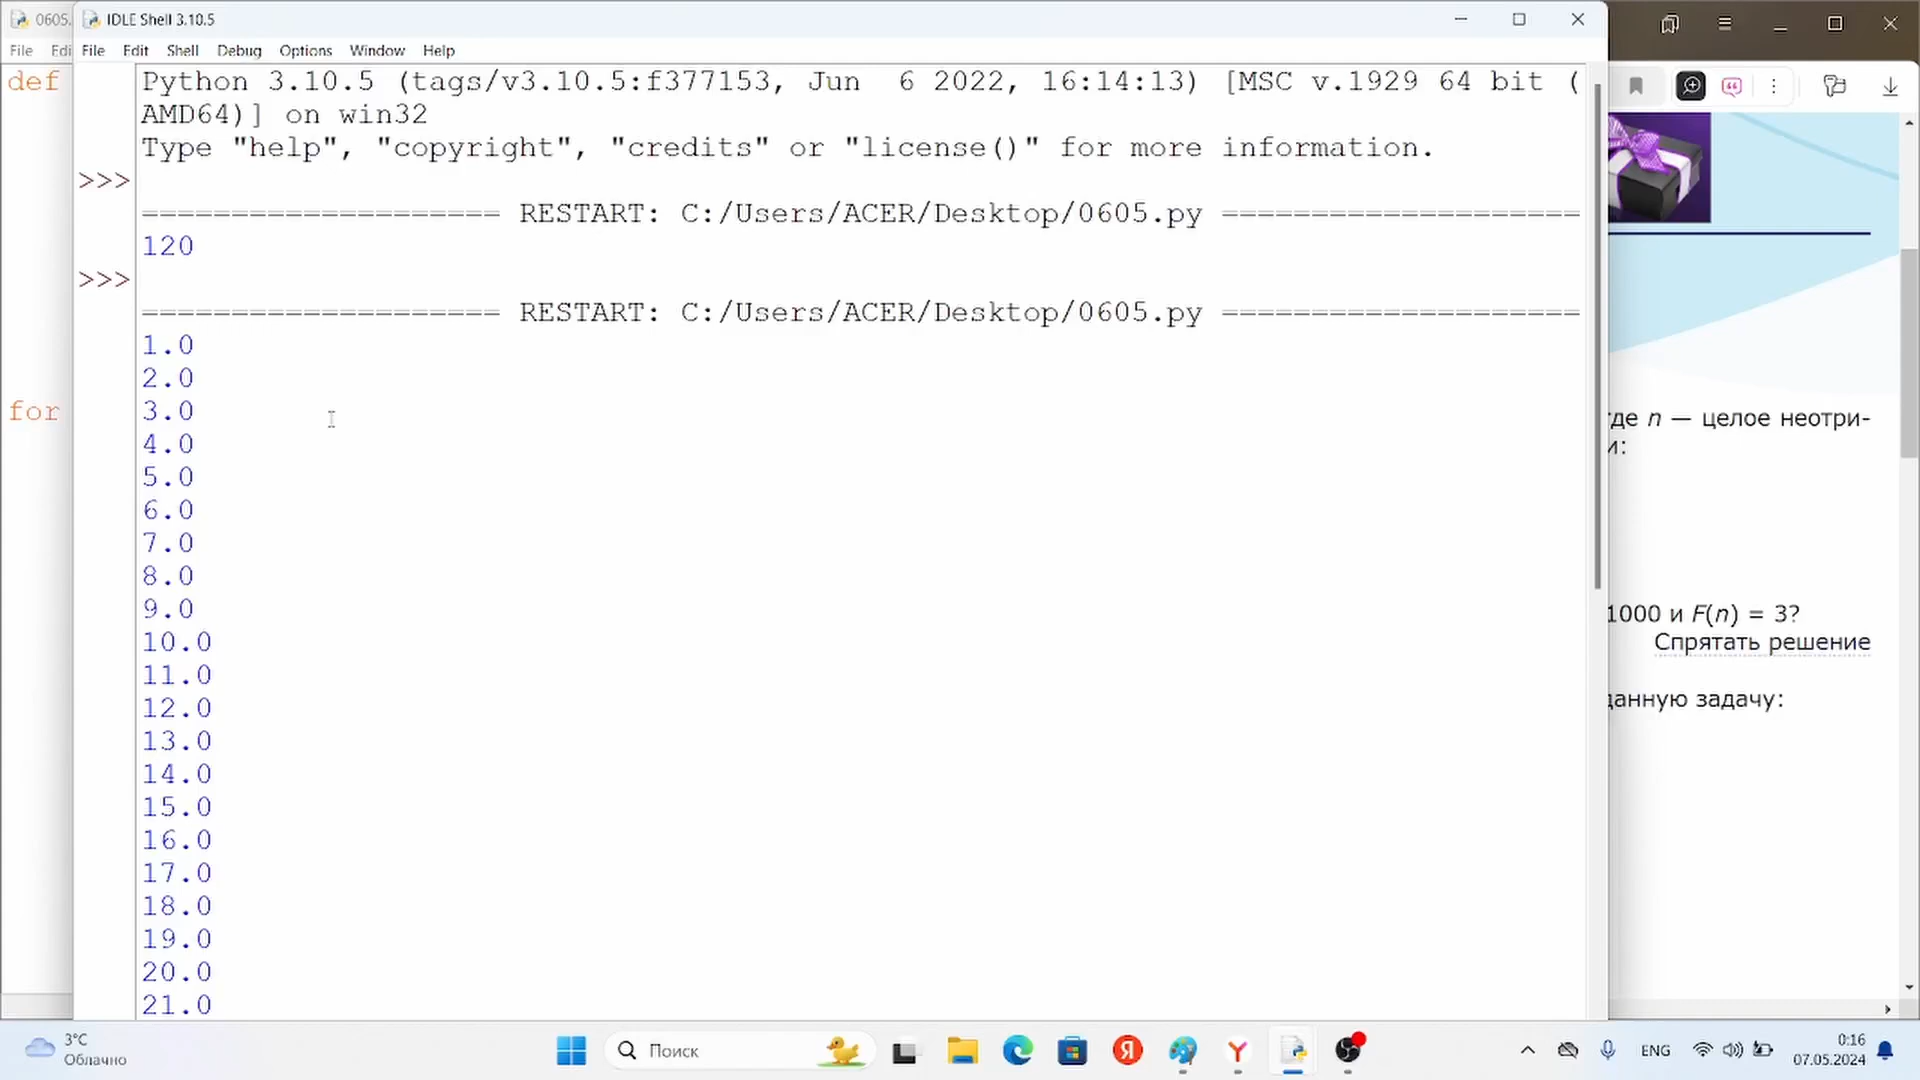 0605.
IDLE Shell 3.10.5
File Edi
File Edit Shell Debug Options Window Help
def
Python 3.10.5 (tags/v3.10.5:f377153, Jun  6 2022, 16:14:13) [MSC v.1929 64 bit (
AMD64)] on win32
Type "help", "copyright", "credits" or "license()" for more information.
>>>
==================== RESTART: C:/Users/ACER/Desktop/0605.py ====================
120
>>>
==================== RESTART: C:/Users/ACER/Desktop/0605.py ====================
1.0
2.0
3.0
for
4.0
5.0
6.0
7.0
8.0
9.0
10.0
11.0
12.0
13.0
14.0
15.0
16.0
17.0
18.0
19.0
20.0
21.0
где n — целое неотри-
и:
1000 и F(n) = 3?
Спрятать решение
данную задачу:
3°C
Облачно
Поиск
Я
ENG
0:16
07.05.2024